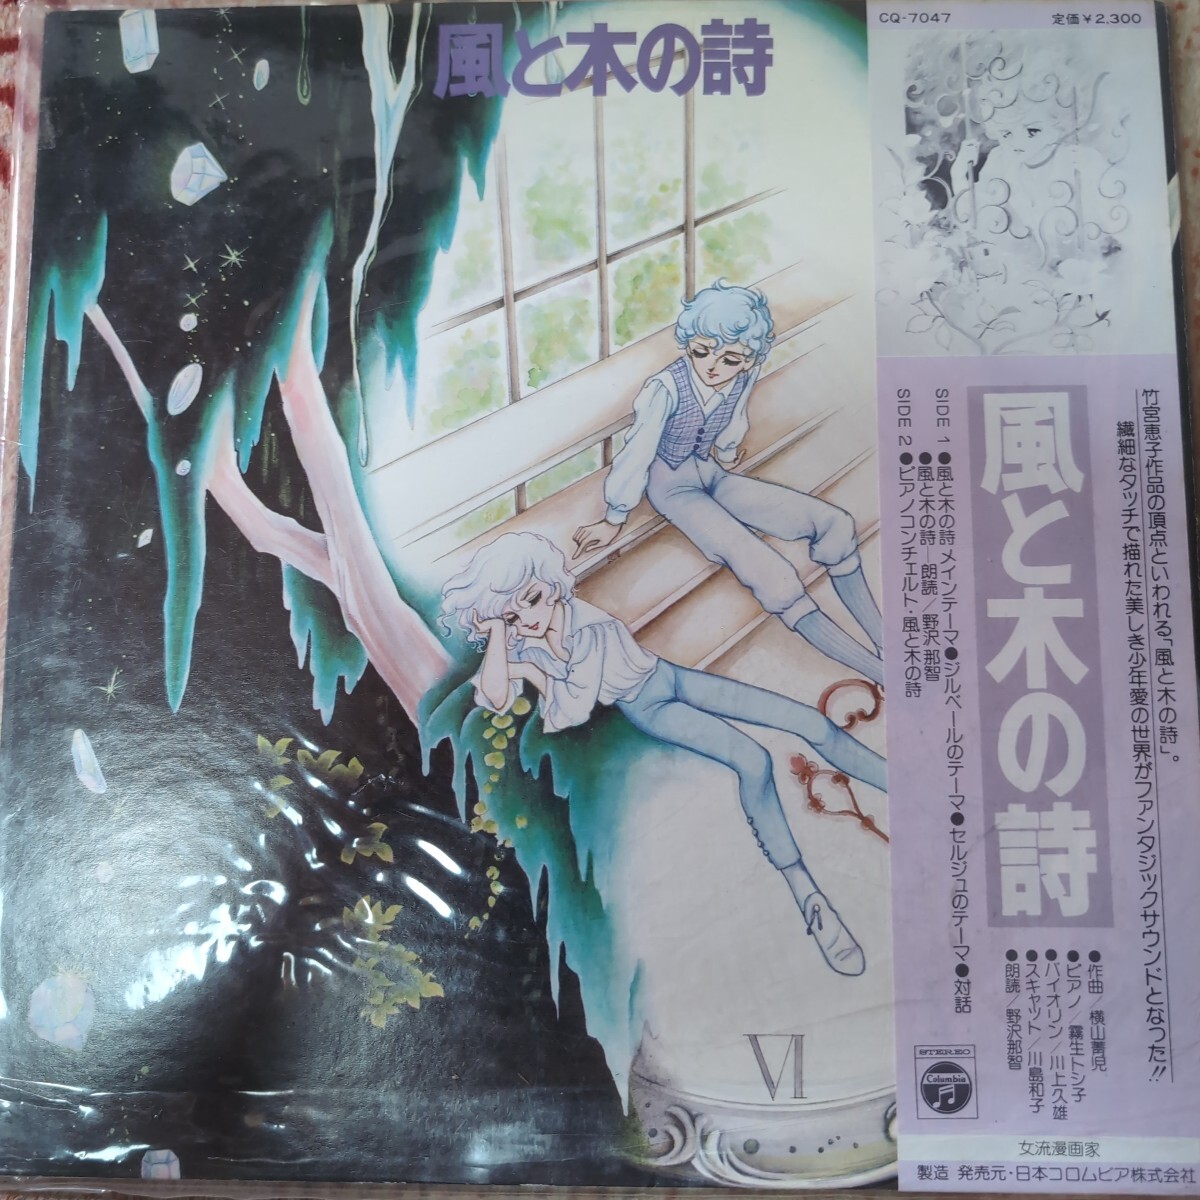 風と木の詩
CQ-7047
定価¥2,300
竹宮恵子作品の頂点といわれる「風と木の詩」。
繊細なタッチで描れた美しき少年愛の世界がファンタジックサウンドとなった!!
風と木の詩
SIDE 1 ●風と木の詩 メインテーマ●ジルベールのテーマ●セルジュのテーマ●対話
●風と木の詩―朗読/野沢那智
SIDE 2 ●ピアノコンチェルト・風と木の詩
●作曲/横山菁児
●ピアノ/霧生トシ子
●バイオリン/川上久雄
●スキャット/川島和子
●朗読/野沢那智
STEREO
Columbia
女流漫画家
製造 発売元・日本コロムビア株式会社
VI